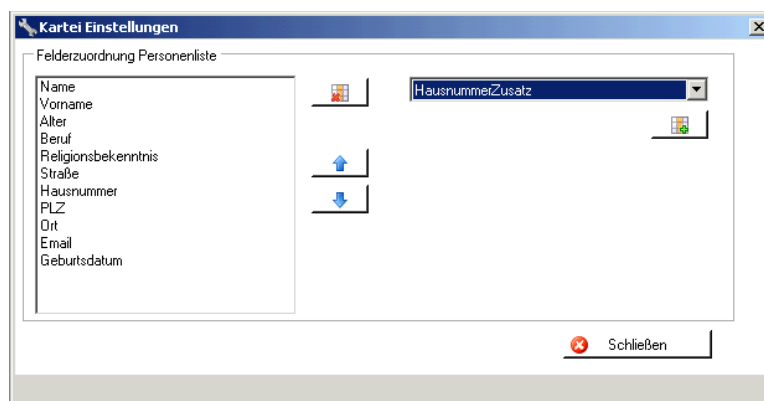 Kartei Einstellungen
Felderzuordnung Personenliste
Name
Vorname
Alter
Beruf
Religionsbekenntnis
Straße
Hausnummer
PLZ
Ort
Email
Geburtsdatum
HausnummerZusatz
Schließen